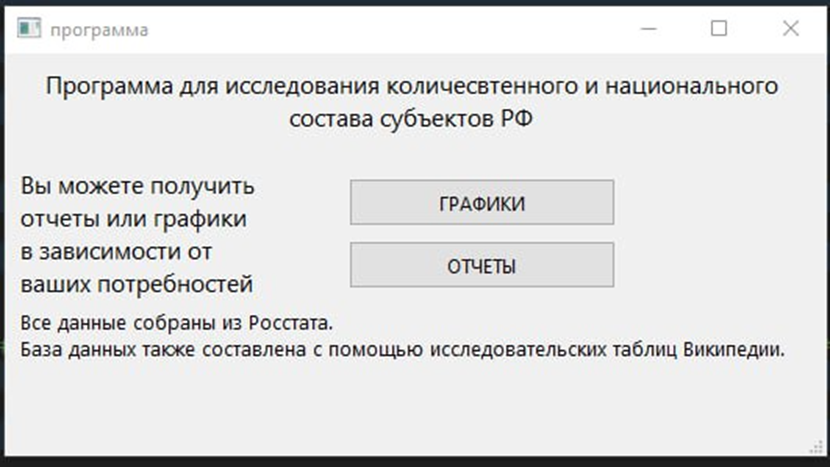 программа
Программа для исследования количесвтенного и национального
состава субъектов РФ
Вы можете получить
отчеты или графики
в зависимости от
ваших потребностей
ГРАФИКИ
ОТЧЕТЫ
Все данные собраны из Росстата.
База данных также составлена с помощью исследовательских таблиц Википедии.